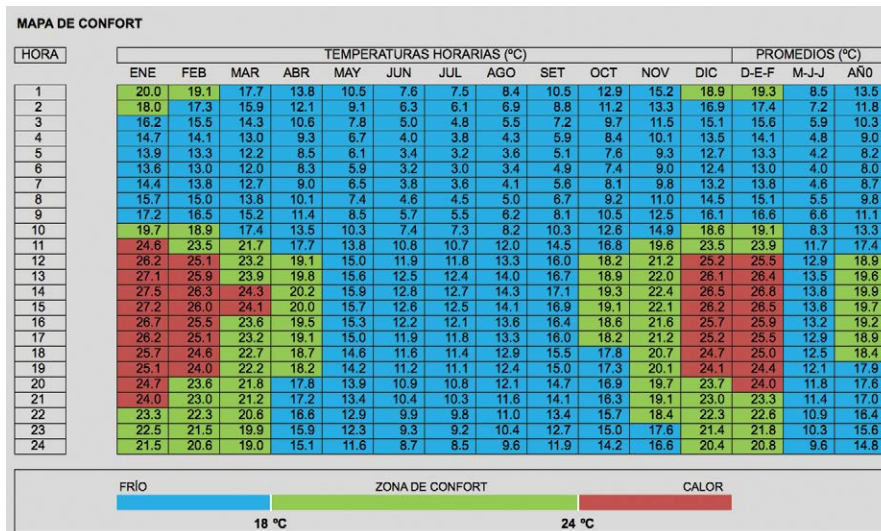 MAPA DE CONFORT
HORA TEMPERATURAS HORARIAS (ºC) PROMEDIOS (ºC)
ENE FEB MAR ABR MAY JUN JUL AGO SET OCT NOV DIC D-E-F M-J-J AÑO
1 20.0 19.1 17.7 13.8 10.5 7.6 7.5 8.4 10.5 12.9 15.2 18.9 19.3 8.5 13.5
2 18.0 17.3 15.9 12.1 9.1 6.3 6.1 6.9 8.8 11.2 13.3 16.9 17.4 7.2 11.8
3 16.2 15.5 14.3 10.6 7.8 5.0 4.8 5.5 7.2 9.7 11.5 15.1 15.6 5.9 10.3
4 14.7 14.1 13.0 9.3 6.7 4.0 3.8 4.3 5.9 8.4 10.1 13.5 14.1 4.8 9.0
5 13.9 13.3 12.2 8.5 6.1 3.4 3.2 3.6 5.1 7.6 9.3 12.7 13.3 4.2 8.2
6 13.6 13.0 12.0 8.3 5.9 3.2 3.0 3.4 4.9 7.4 9.0 12.4 13.0 4.0 8.0
7 14.4 13.8 12.7 9.0 6.5 3.8 3.6 4.1 5.6 8.1 9.8 13.2 13.8 4.6 8.7
8 15.7 15.0 13.8 10.1 7.4 4.6 4.5 5.0 6.7 9.2 11.0 14.5 15.1 5.5 9.8
9 17.2 16.5 15.2 11.4 8.5 5.7 5.5 6.2 8.1 10.5 12.5 16.1 16.6 6.6 11.1
10 19.7 18.9 17.4 13.5 10.3 7.4 7.3 8.2 10.3 12.6 14.9 18.6 19.1 8.3 13.3
11 24.6 23.5 21.7 17.7 13.8 10.8 10.7 12.0 14.5 16.8 19.6 23.5 23.9 11.7 17.4
12 26.2 25.1 23.2 19.1 15.0 11.9 11.8 13.3 16.0 18.2 21.2 25.2 25.5 12.9 18.9
13 27.1 25.9 23.9 19.8 15.6 12.5 12.4 14.0 16.7 18.9 22.0 26.1 26.4 13.5 19.6
14 27.5 26.3 24.3 20.2 15.9 12.8 12.7 14.3 17.1 19.3 22.4 26.5 26.8 13.8 19.9
15 27.2 26.0 24.1 20.0 15.7 12.6 12.5 14.1 16.9 19.1 22.1 26.2 26.5 13.6 19.7
16 26.7 25.5 23.6 19.5 15.3 12.2 12.1 13.6 16.4 18.6 21.6 25.7 25.9 13.2 19.2
17 26.2 25.1 23.2 19.1 15.0 11.9 11.8 13.3 16.0 18.2 21.2 25.2 25.5 12.9 18.9
18 25.7 24.6 22.7 18.7 14.6 11.6 11.4 12.9 15.5 17.8 20.7 24.7 25.0 12.5 18.4
19 25.1 24.0 22.2 18.2 14.2 11.2 11.1 12.4 15.0 17.3 20.1 24.1 24.4 12.1 17.9
20 24.7 23.6 21.8 17.8 13.9 10.9 10.8 12.1 14.7 16.9 19.7 23.7 24.0 11.8 17.6
21 24.0 23.0 21.2 17.2 13.4 10.4 10.3 11.6 14.1 16.3 19.1 23.0 23.3 11.4 17.0
22 23.3 22.3 20.6 16.6 12.9 9.9 9.8 11.0 13.4 15.7 18.4 22.3 22.6 10.9 16.4
23 22.5 21.5 19.9 15.9 12.3 9.3 9.2 10.4 12.7 15.0 17.6 21.4 21.8 10.3 15.6
24 21.5 20.6 19.0 15.1 11.6 8.7 8.5 9.6 11.9 14.2 16.6 20.4 20.8 9.6 14.8
FRÍO ZONA DE CONFORT CALOR
18 ºC 24 ºC